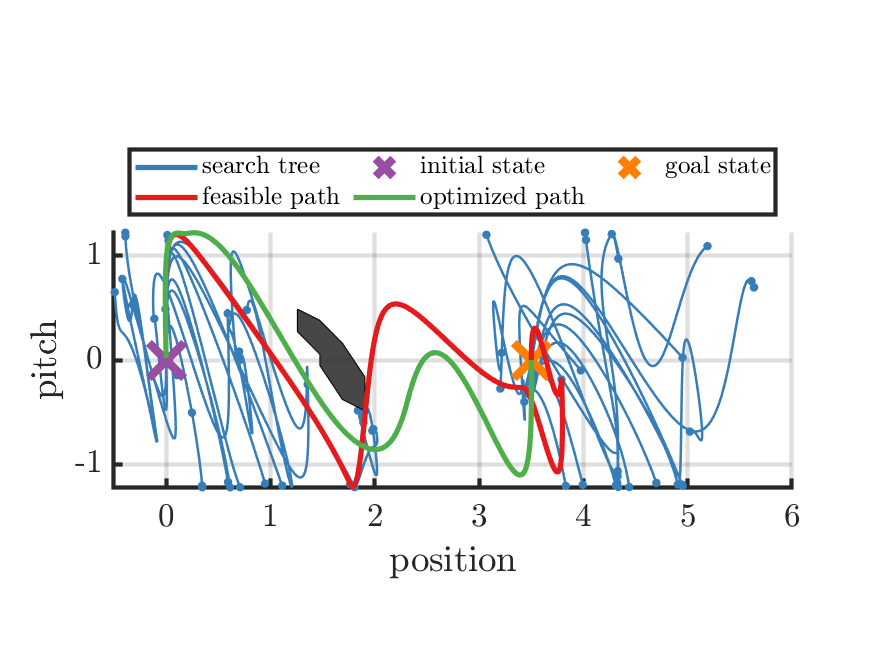 search tree initial state goal state
feasible path optimized path
1
0
-1
pitch
0 1 2 3 4 5 6
position